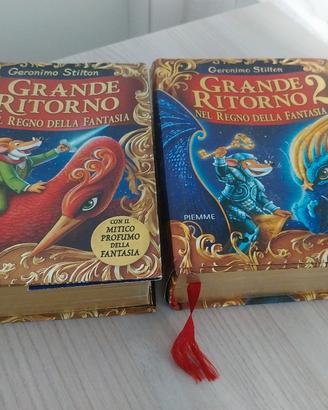 Geronimo Stilton
GRANDE
RITORNO
REGNO DELLA FANTASIA
CON IL
MITICO
PROFUMO
DELLA
FANTASIA
Geronimo Stilton
GRANDE
RITORNO 2
NEL REGNO DELLA FANTASIA
PIEMME